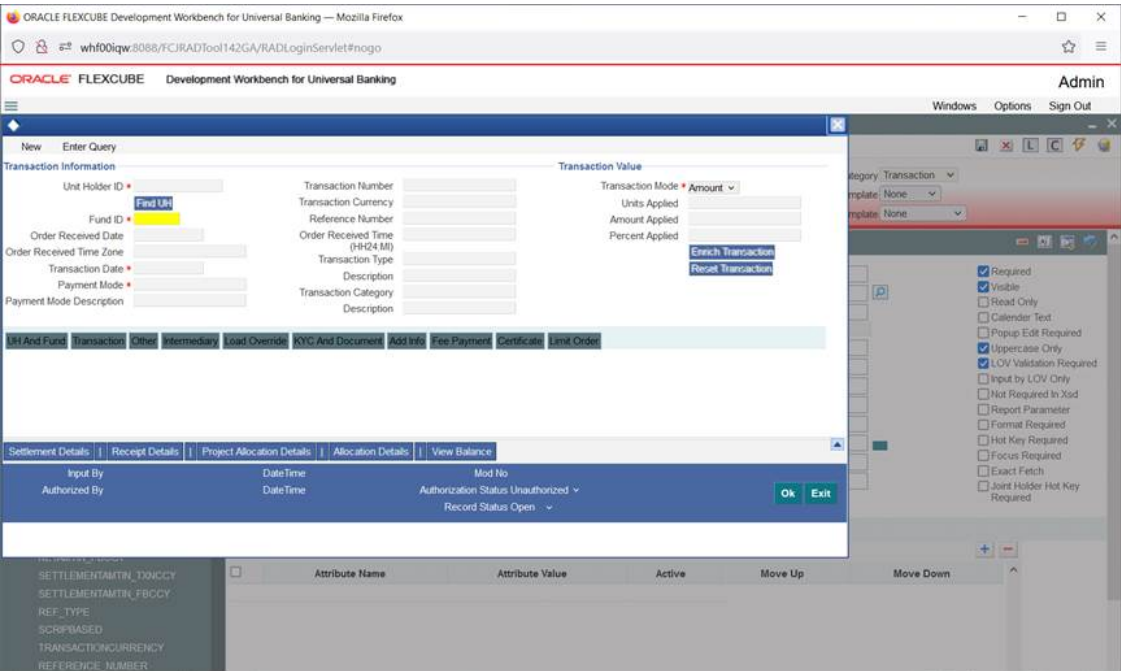 ORACLE FLEXCUBE Development Workbench for Universal Banking — Mozilla Firefox
whf00iqw:8088/FCJRADTool142GA/RADLoginServlet#nogo
ORACLE FLEXCUBE Development Workbench for Universal Banking
Admin
Windows Options Sign Out
New Enter Query
Transaction Information
Unit Holder ID *
Find UH
Fund ID *
Order Received Date
Order Received Time Zone
Transaction Date *
Payment Mode *
Payment Mode Description
Transaction Number
Transaction Currency
Reference Number
Order Received Time
(HH24:MI)
Transaction Type
Description
Transaction Category
Description
Transaction Value
Transaction Mode * Amount
Units Applied
Amount Applied
Percent Applied
Enrich Transaction
Reset Transaction
UH And Fund Transaction Other Intermediary Load Override KYC And Document Add Info Fee Payment Certificate Limit Order
Settlement Details | Receipt Details | Project Allocation Details | Allocation Details | View Balance
Input By DateTime Mod No
Authorized By DateTime Authorization Status Unauthorized
Record Status Open
Ok Exit
L C
Transaction
None
None
Required
Visible
Read Only
Calender Text
Popup Edit Required
Uppercase Only
LOV Validation Required
Input by LOV Only
Not Required In Xsd
Report Parameter
Format Required
Hot Key Required
Focus Required
Exact Fetch
Joint Holder Hot Key
Required
Attribute Name Attribute Value Active Move Up Move Down
SETTLEMENTAMTIN_TXNCCY
SETTLEMENTAMTIN_FBCCY
REF_TYPE
SCRIPBASED
TRANSACTIONCURRENCY
REFERENCE_NUMBER